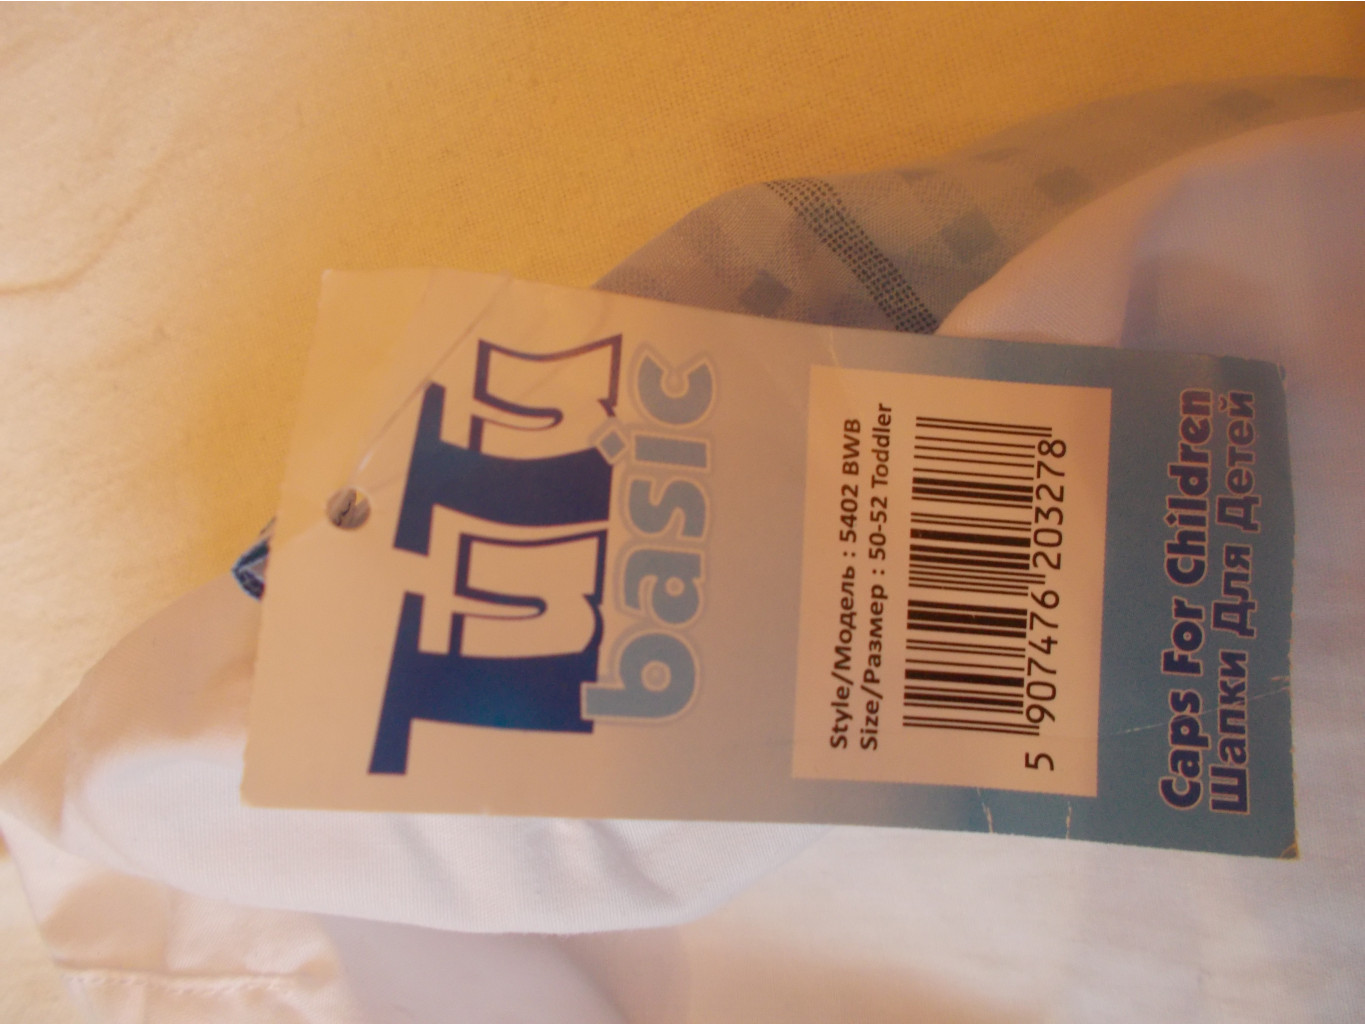 TuTu
basic
Style/Модель : 5402 BWB
Size/Размер : 50-52 Toddler
5 907476 203278
Caps For Children
Шапки Для Детей